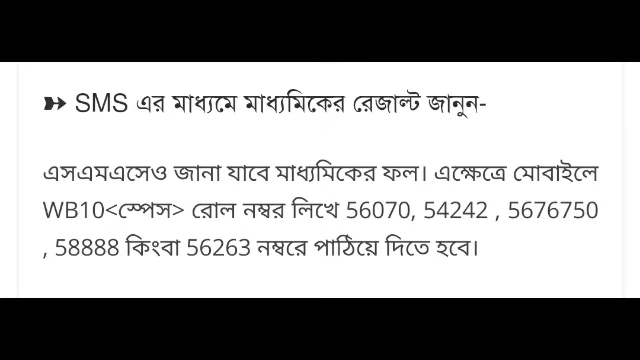 ➽ SMS এর মাধ্যমে মাধ্যমিকের রেজাল্ট জানুন-
এসএমএসেও জানা যাবে মাধ্যমিকের ফল। এক্ষেত্রে মোবাইলে
WB10<স্পেস> রোল নম্বর লিখে 56070, 54242 , 5676750
, 58888 কিংবা 56263 নম্বরে পাঠিয়ে দিতে হবে।